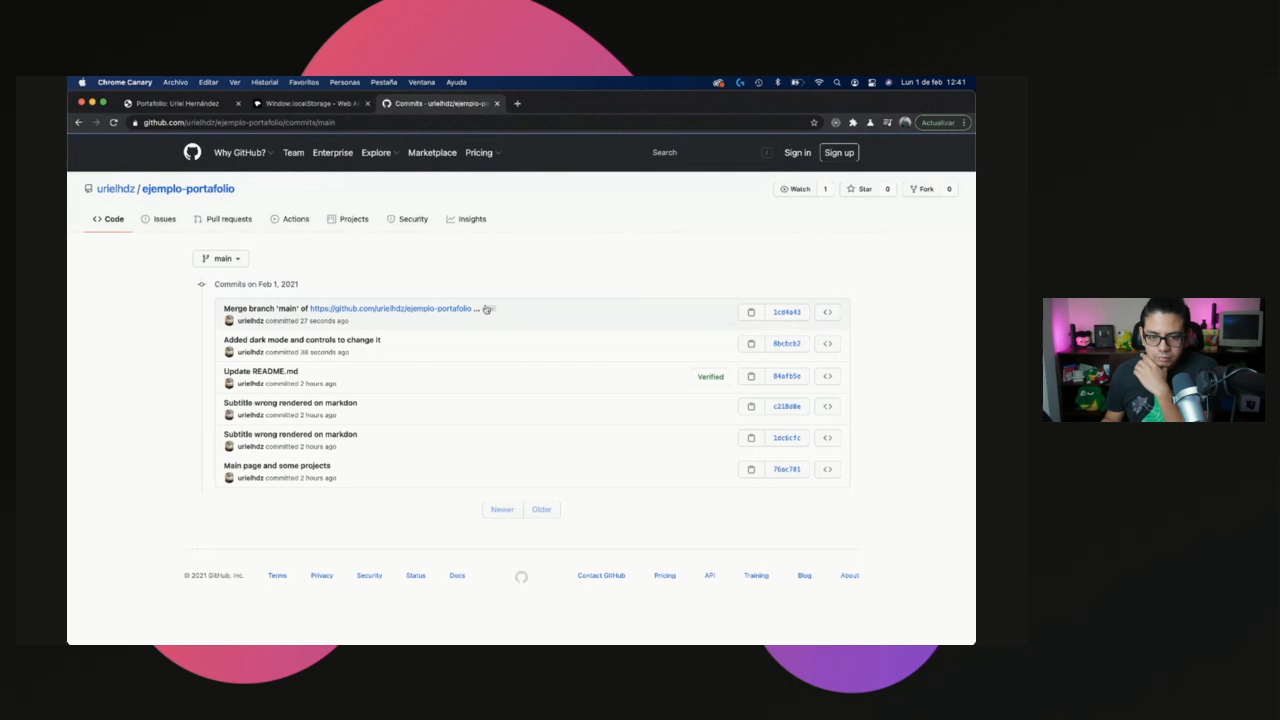 Chrome Canary Archivo Editar Ver Historial Favoritos Personas Pestaña Ventana Ayuda
Lun 1 de feb 12:41
Portafolio: Uriel Hernández
Window.localStorage - Web A
Commits · urielhdz/ejemplo-po
github.com/urielhdz/ejemplo-portafolio/commits/main
Actualizar
Why GitHub? Team Enterprise Explore Marketplace Pricing
Search /
Sign in Sign up
urielhdz / ejemplo-portafolio
Watch 1 Star 0 Fork 0
Code Issues Pull requests Actions Projects Security Insights
main
Commits on Feb 1, 2021
Merge branch 'main' of https://github.com/urielhdz/ejemplo-portafolio ...
urielhdz committed 27 seconds ago
1cd4a43
Added dark mode and controls to change it
urielhdz committed 38 seconds ago
8bcbcb2
Update README.md
urielhdz committed 2 hours ago
Verified
84afb5e
Subtitle wrong rendered on markdon
urielhdz committed 2 hours ago
c218d0e
Subtitle wrong rendered on markdon
urielhdz committed 2 hours ago
1dc6cfc
Main page and some projects
urielhdz committed 2 hours ago
76ac701
Newer Older
© 2021 GitHub, Inc. Terms Privacy Security Status Docs
Contact GitHub Pricing API Training Blog About